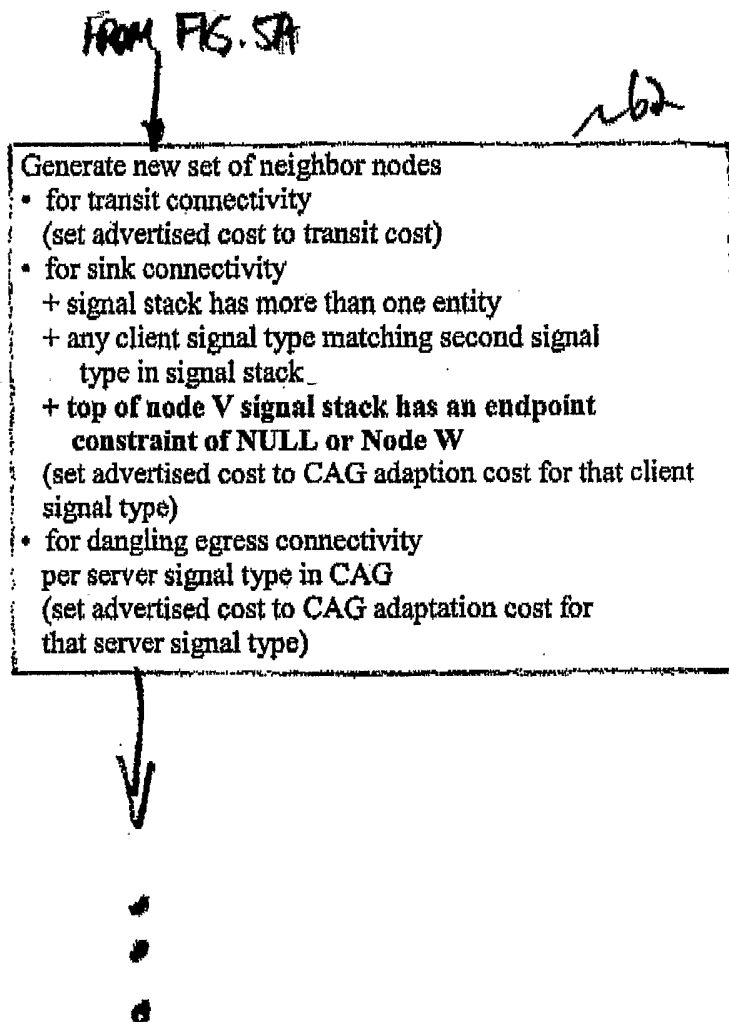 FROM FIG. 5A
62
Generate new set of neighbor nodes
• for transit connectivity
(set advertised cost to transit cost)
• for sink connectivity
+ signal stack has more than one entity
+ any client signal type matching second signal
type in signal stack
+ top of node V signal stack has an endpoint
constraint of NULL or Node W
(set advertised cost to CAG adaption cost for that client
signal type)
• for dangling egress connectivity
per server signal type in CAG
(set advertised cost to CAG adaptation cost for
that server signal type)